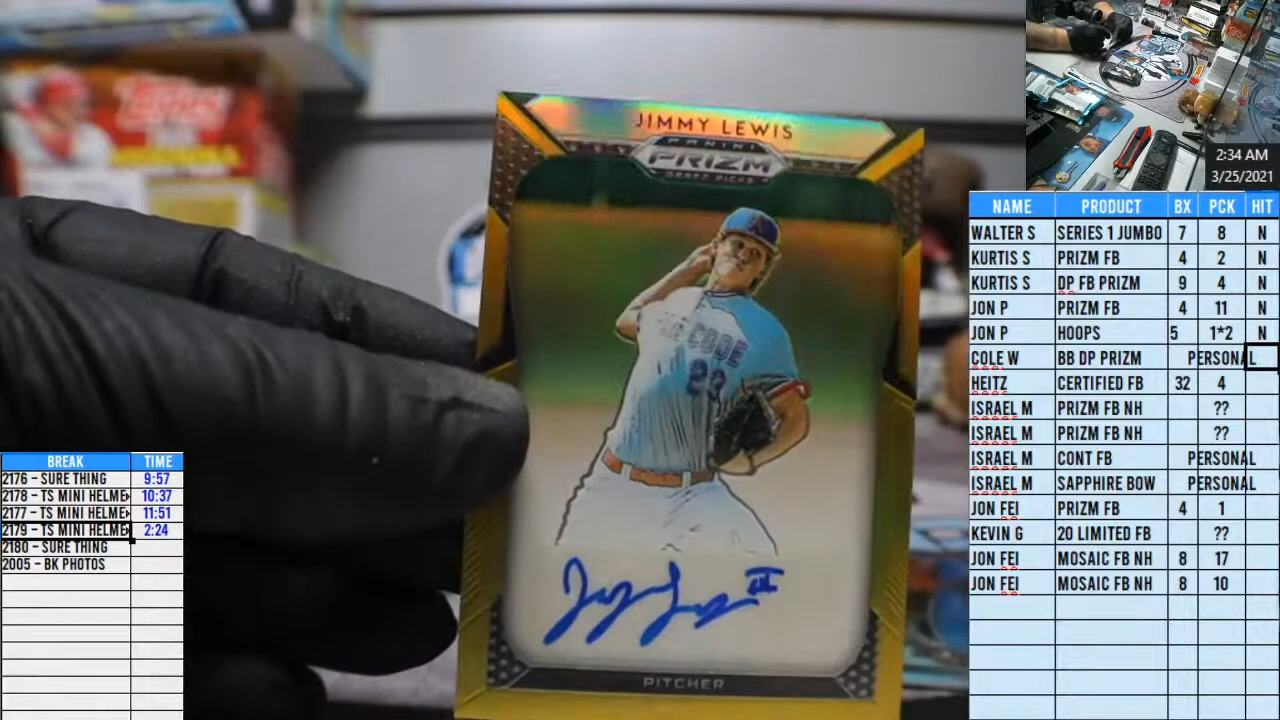 Topps
JIMMY LEWIS
PANINI
PRIZM
DRAFT PICKS
CODE
PITCHER
2:34 AM
3/25/2021
NAME PRODUCT BX PCK HIT
WALTER S SERIES 1 JUMBO 7 8 N
KURTIS S PRIZM FB 4 2 N
KURTIS S DP FB PRIZM 9 4 N
JON P PRIZM FB 4 11 N
JON P HOOPS 5 1*2 N
COLE W BB DP PRIZM PERSONAL
HEITZ CERTIFIED FB 32 4
ISRAEL M PRIZM FB NH ??
ISRAEL M PRIZM FB NH ??
ISRAEL M CONT FB PERSONAL
ISRAEL M SAPPHIRE BOW PERSONAL
JON FEI PRIZM FB 4 1
KEVIN G 20 LIMITED FB ??
JON FEI MOSAIC FB NH 8 17
JON FEI MOSAIC FB NH 8 10
BREAK TIME
2176 – SURE THING 9:57
2178 – TS MINI HELME 10:37
2177 – TS MINI HELME 11:51
2179 – TS MINI HELME 2:24
2180 – SURE THING
2005 – BK PHOTOS